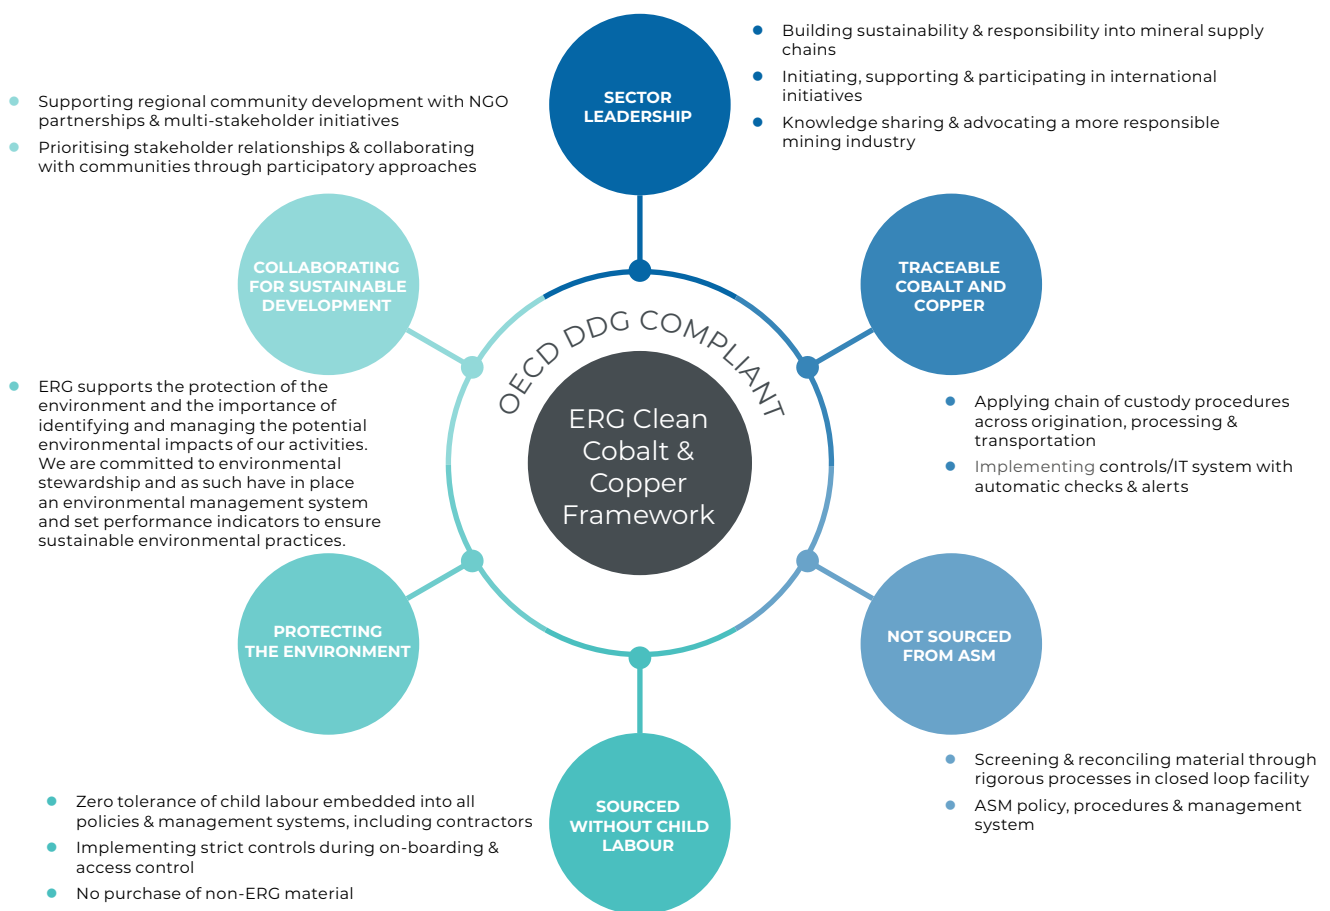 SECTOR
LEADERSHIP
Building sustainability & responsibility into mineral supply
chains
Initiating, supporting & participating in international
initiatives
Knowledge sharing & advocating a more responsible
mining industry
Supporting regional community development with NGO
partnerships & multi-stakeholder initiatives
Prioritising stakeholder relationships & collaborating
with communities through participatory approaches
COLLABORATING
FOR SUSTAINABLE
DEVELOPMENT
TRACEABLE
COBALT AND
COPPER
Applying chain of custody procedures
across origination, processing &
transportation
Implementing controls/IT system with
automatic checks & alerts
OECD DDG COMPLIANT
ERG Clean
Cobalt &
Copper
Framework
ERG supports the protection of the
environment and the importance of
identifying and managing the potential
environmental impacts of our activities.
We are committed to environmental
stewardship and as such have in place
an environmental management system
and set performance indicators to ensure
sustainable environmental practices.
PROTECTING
THE ENVIRONMENT
NOT SOURCED
FROM ASM
Screening & reconciling material through
rigorous processes in closed loop facility
ASM policy, procedures & management
system
SOURCED
WITHOUT CHILD
LABOUR
Zero tolerance of child labour embedded into all
policies & management systems, including contractors
Implementing strict controls during on-boarding &
access control
No purchase of non-ERG material